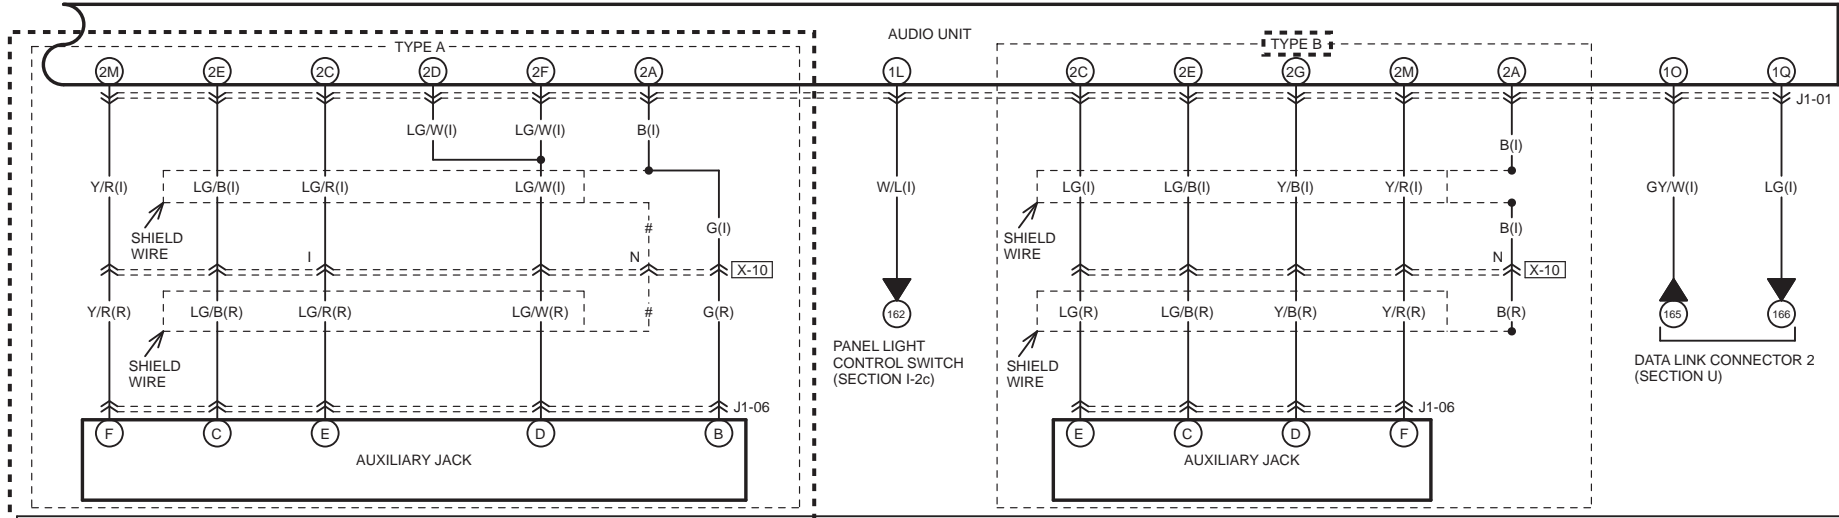 AUDIO UNIT
TYPE A
TYPE B
2M 2E 2C 2D 2F 2A 1L 2C 2E 2G 2M 2A 1O 1Q
J1-01
LG/W(I) LG/W(I) B(I)
B(I)
Y/R(I) LG/B(I) LG/R(I) LG/W(I) W/L(I) LG(I) LG/B(I) Y/B(I) Y/R(I) GY/W(I) LG(I)
# G(I) B(I)
SHIELD
WIRE
SHIELD
WIRE
I N X-10 N X-10
Y/R(R) LG/B(R) LG/R(R) LG/W(R) # G(R) LG(R) LG/B(R) Y/B(R) Y/R(R) B(R)
162 165 166
PANEL LIGHT
CONTROL SWITCH
(SECTION I-2c)
DATA LINK CONNECTOR 2
(SECTION U)
SHIELD
WIRE
SHIELD
WIRE
J1-06 J1-06
F C E D B E C D F
AUXILIARY JACK AUXILIARY JACK